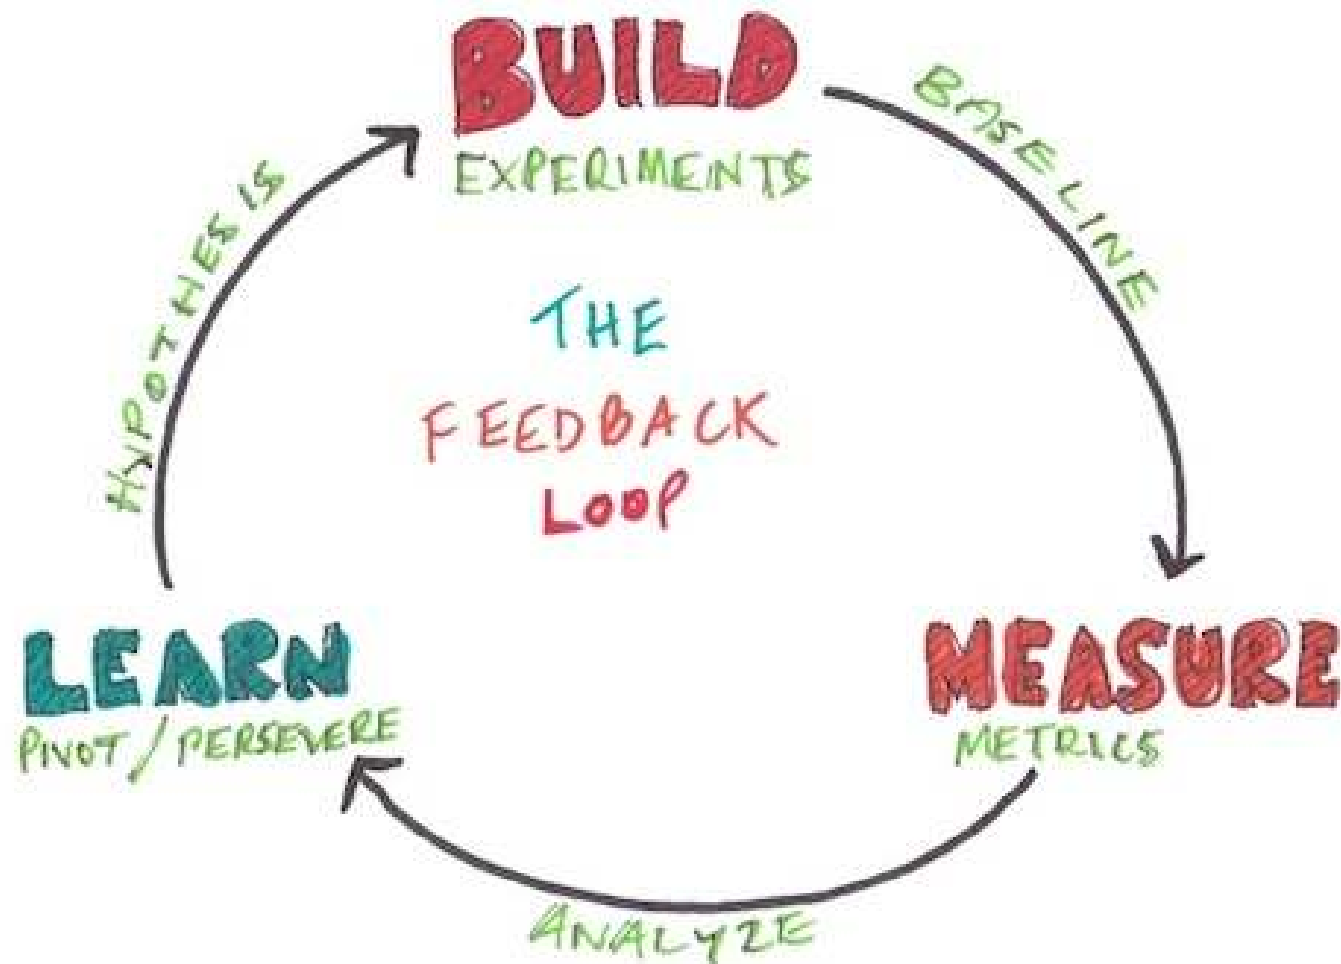 BUILD
EXPERIMENTS
BASELINE
HYPOTHESIS
THE
FEEDBACK
LOOP
LEARN
PIVOT / PERSEVERE
MEASURE
METRICS
ANALYZE